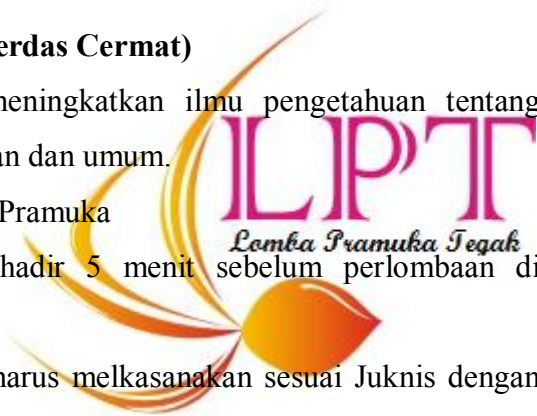 erdas Cermat)
meningkatkan ilmu pengetahuan tentang
an dan umum.
Pramuka
LPT
Lomba Pramuka Tegak
hadir 5 menit sebelum perlombaan di
harus melkasanakan sesuai Juknis dengan